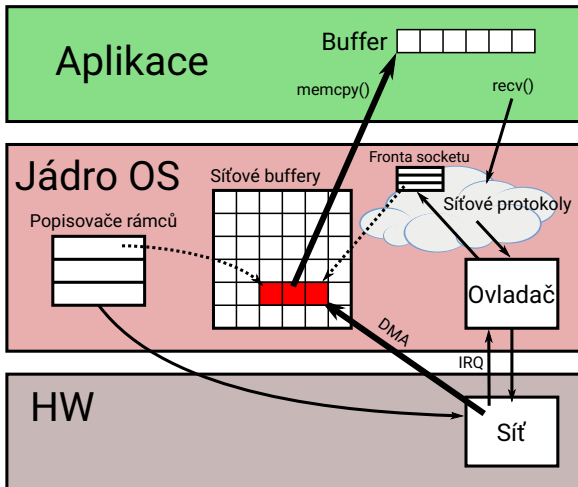 Aplikace
Buffer
memcpy()
recv()
Jádro OS
Síťové buffery
Fronta socketu
Popisovače rámců
Síťové protokoly
Ovladač
DMA
IRQ
HW
Síť